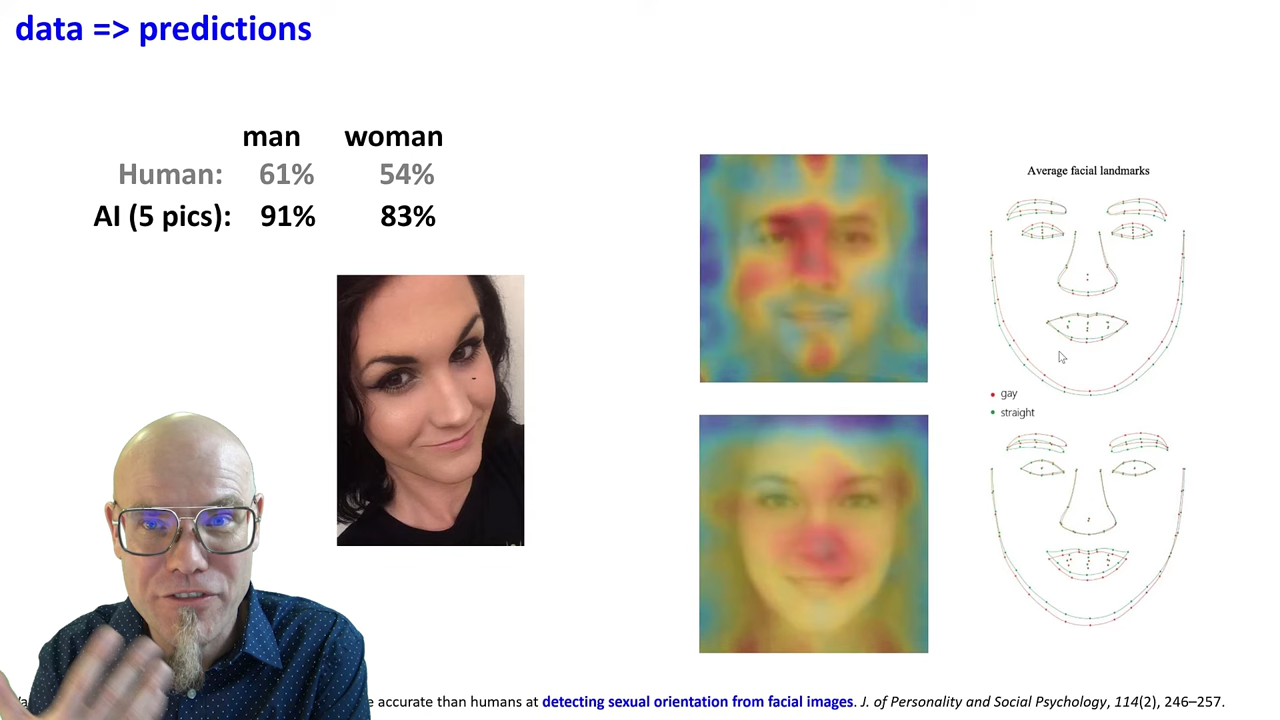 data => predictions
man woman
Human: 61% 54%
AI (5 pics): 91% 83%
Average facial landmarks
gay
straight
accurate than humans at detecting sexual orientation from facial images. J. of Personality and Social Psychology, 114(2), 246–257.